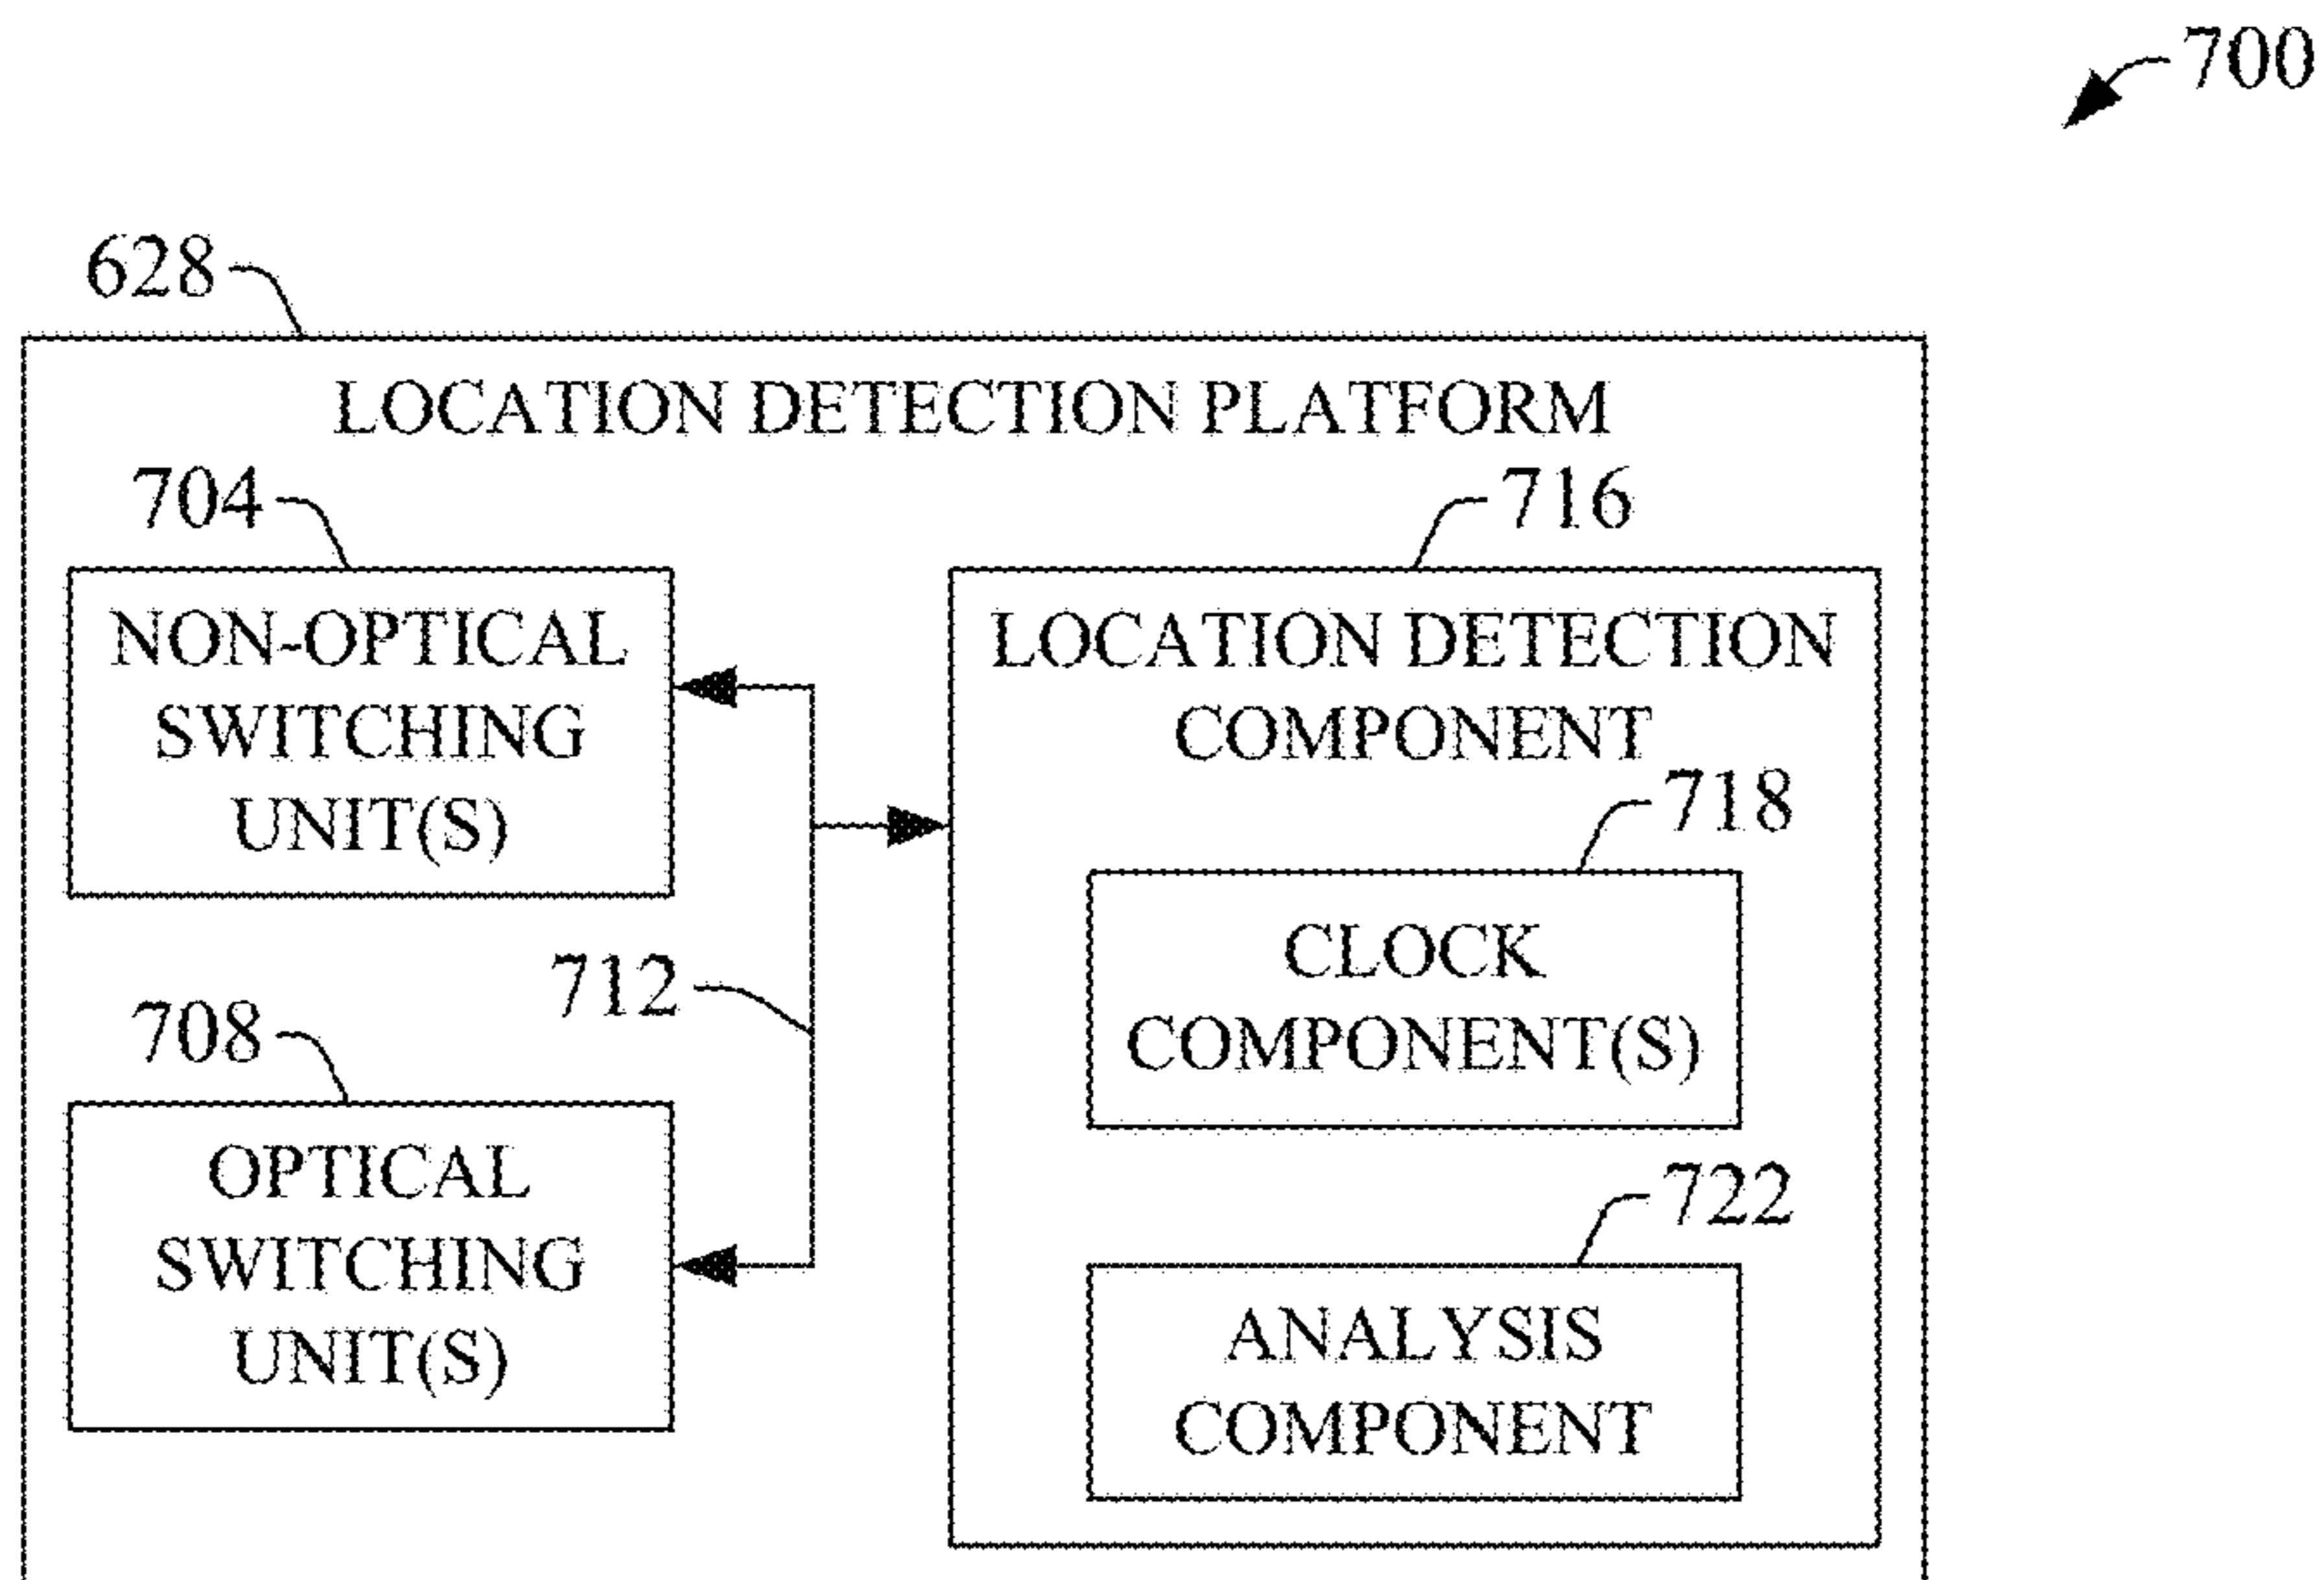 700
628
LOCATION DETECTION PLATFORM
704
716
NON-OPTICAL
SWITCHING
UNIT(S)
LOCATION DETECTION
COMPONENT
718
CLOCK
COMPONENT(S)
712
708
OPTICAL
SWITCHING
UNIT(S)
722
ANALYSIS
COMPONENT